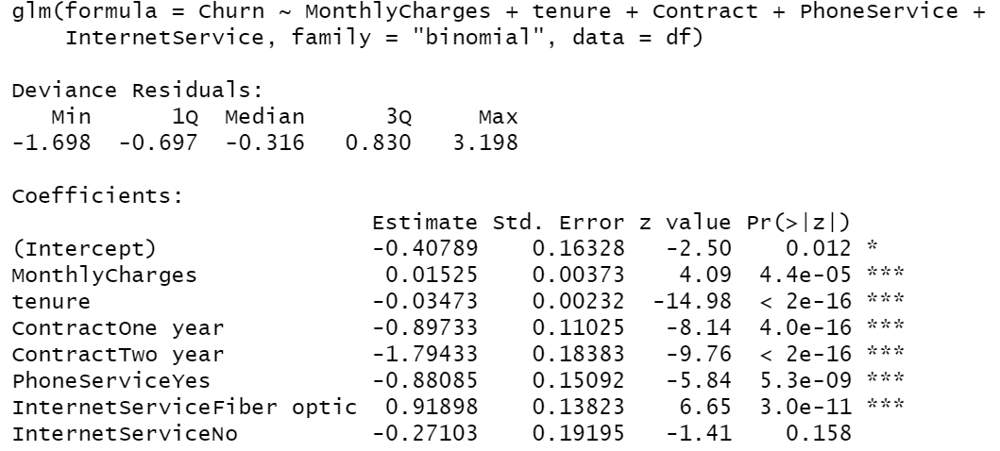 glm(formula = Churn ~ MonthlyCharges + tenure + Contract + PhoneService +
    InternetService, family = "binomial", data = df)

Deviance Residuals:
   Min      1Q  Median      3Q     Max
-1.698  -0.697  -0.316   0.830   3.198

Coefficients:
                           Estimate Std. Error z value Pr(>|z|)
(Intercept)                -0.40789    0.16328   -2.50    0.012 *
MonthlyCharges              0.01525    0.00373    4.09  4.4e-05 ***
tenure                     -0.03473    0.00232  -14.98  < 2e-16 ***
ContractOne year           -0.89733    0.11025   -8.14  4.0e-16 ***
ContractTwo year           -1.79433    0.18383   -9.76  < 2e-16 ***
PhoneServiceYes            -0.88085    0.15092   -5.84  5.3e-09 ***
InternetServiceFiber optic  0.91898    0.13823    6.65  3.0e-11 ***
InternetServiceNo          -0.27103    0.19195   -1.41    0.158